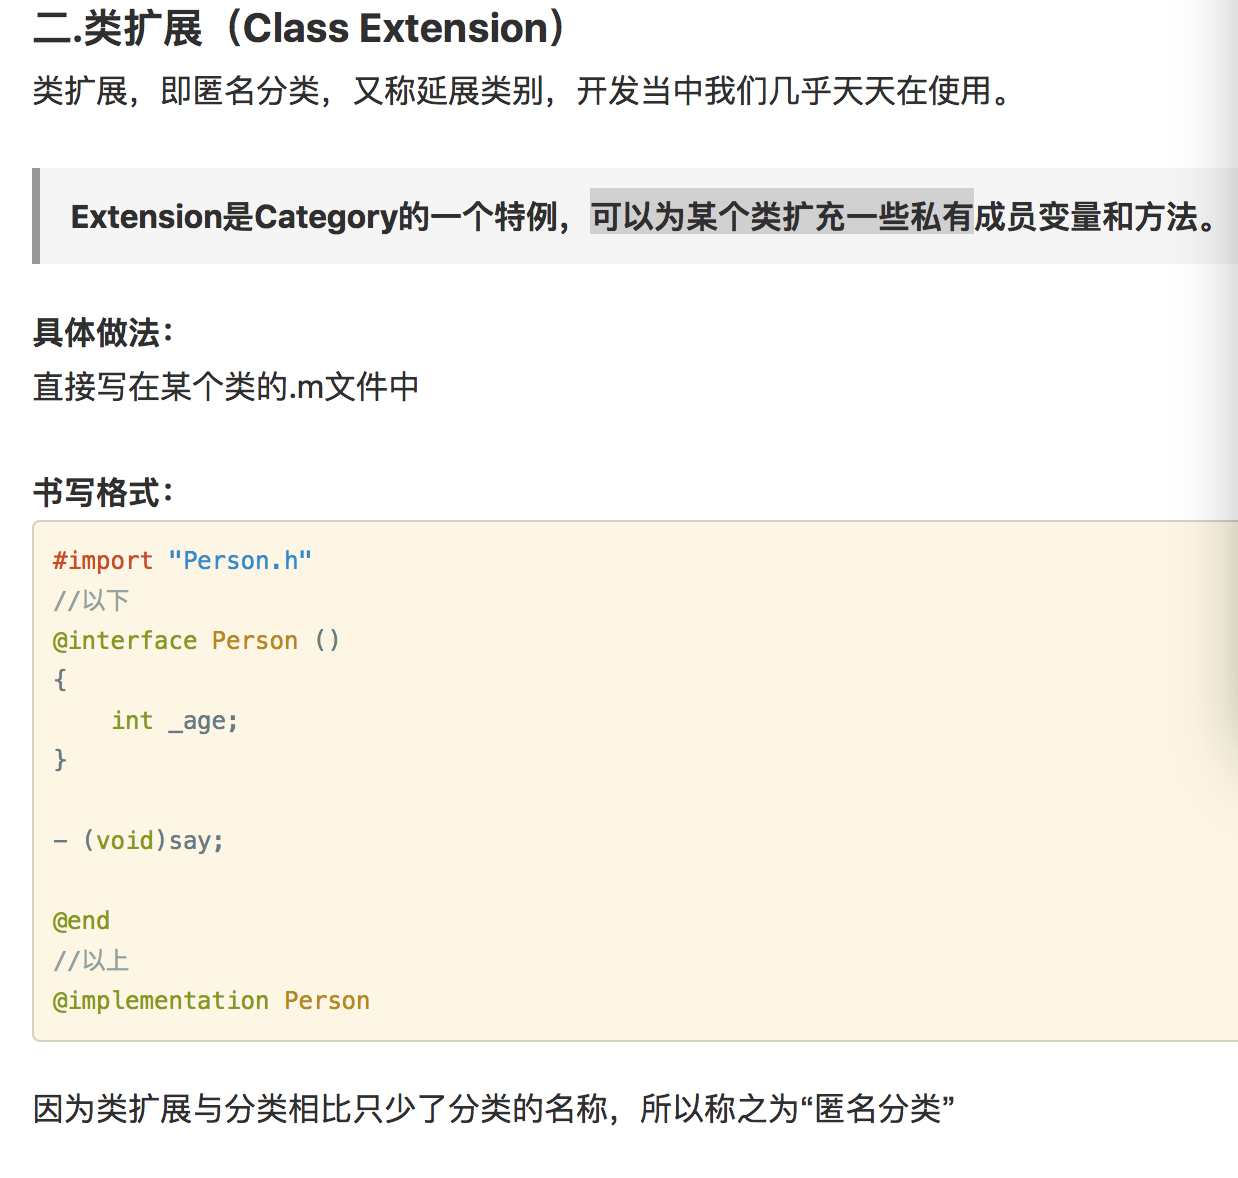 二.类扩展（Class Extension）
类扩展，即匿名分类，又称延展类别，开发当中我们几乎天天在使用。
Extension是Category的一个特例，可以为某个类扩充一些私有成员变量和方法。
具体做法：
直接写在某个类的.m文件中
书写格式：
#import "Person.h"
//以下
@interface Person ()
{
    int _age;
}
- (void)say;
@end
//以上
@implementation Person
因为类扩展与分类相比只少了分类的名称，所以称之为“匿名分类”